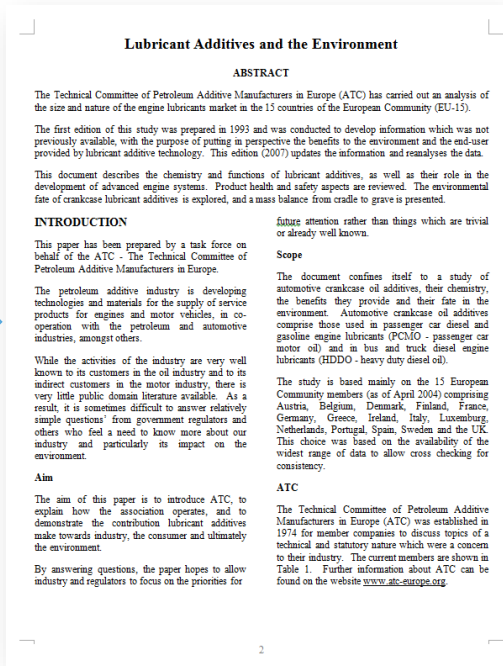 Lubricant Additives and the Environment
ABSTRACT
The Technical Committee of Petroleum Additive Manufacturers in Europe (ATC) has carried out an analysis of
the size and nature of the engine lubricants market in the 15 countries of the European Community (EU-15).
The first edition of this study was prepared in 1993 and was conducted to develop information which was not
previously available, with the purpose of putting in perspective the benefits to the environment and the end-user
provided by lubricant additive technology. This edition (2007) updates the information and reanalyses the data.
This document describes the chemistry and functions of lubricant additives, as well as their role in the
development of advanced engine systems. Product health and safety aspects are reviewed. The environmental
fate of crankcase lubricant additives is explored, and a mass balance from cradle to grave is presented.
INTRODUCTION
This paper has been prepared by a task force on
behalf of the ATC - The Technical Committee of
Petroleum Additive Manufacturers in Europe.
The petroleum additive industry is developing
technologies and materials for the supply of service
products for engines and motor vehicles, in co-
operation with the petroleum and automotive
industries, amongst others.
While the activities of the industry are very well
known to its customers in the oil industry and to its
indirect customers in the motor industry, there is
very little public domain literature available. As a
result, it is sometimes difficult to answer relatively
simple questions' from government regulators and
others who feel a need to know more about our
industry and particularly its impact on the
environment.
Aim
The aim of this paper is to introduce ATC, to
explain how the association operates, and to
demonstrate the contribution lubricant additives
make towards industry, the consumer and ultimately
the environment.
By answering questions, the paper hopes to allow
industry and regulators to focus on the priorities for
future attention rather than things which are trivial
or already well known.
Scope
The document confines itself to a study of
automotive crankcase oil additives, their chemistry,
the benefits they provide and their fate in the
environment. Automotive crankcase oil additives
comprise those used in passenger car diesel and
gasoline engine lubricants (PCMO - passenger car
motor oil) and in bus and truck diesel engine
lubricants (HDDO - heavy duty diesel oil).
The study is based mainly on the 15 European
Community members (as of April 2004) comprising
Austria, Belgium, Denmark, Finland, France,
Germany, Greece, Ireland, Italy, Luxemburg,
Netherlands, Portugal, Spain, Sweden and the UK.
This choice was based on the availability of the
widest range of data to allow cross checking for
consistency.
ATC
The Technical Committee of Petroleum Additive
Manufacturers in Europe (ATC) was established in
1974 for member companies to discuss topics of a
technical and statutory nature which were a concern
to their industry. The current members are shown in
Table 1. Further information about ATC can be
found on the website www.atc-europe.org.
2